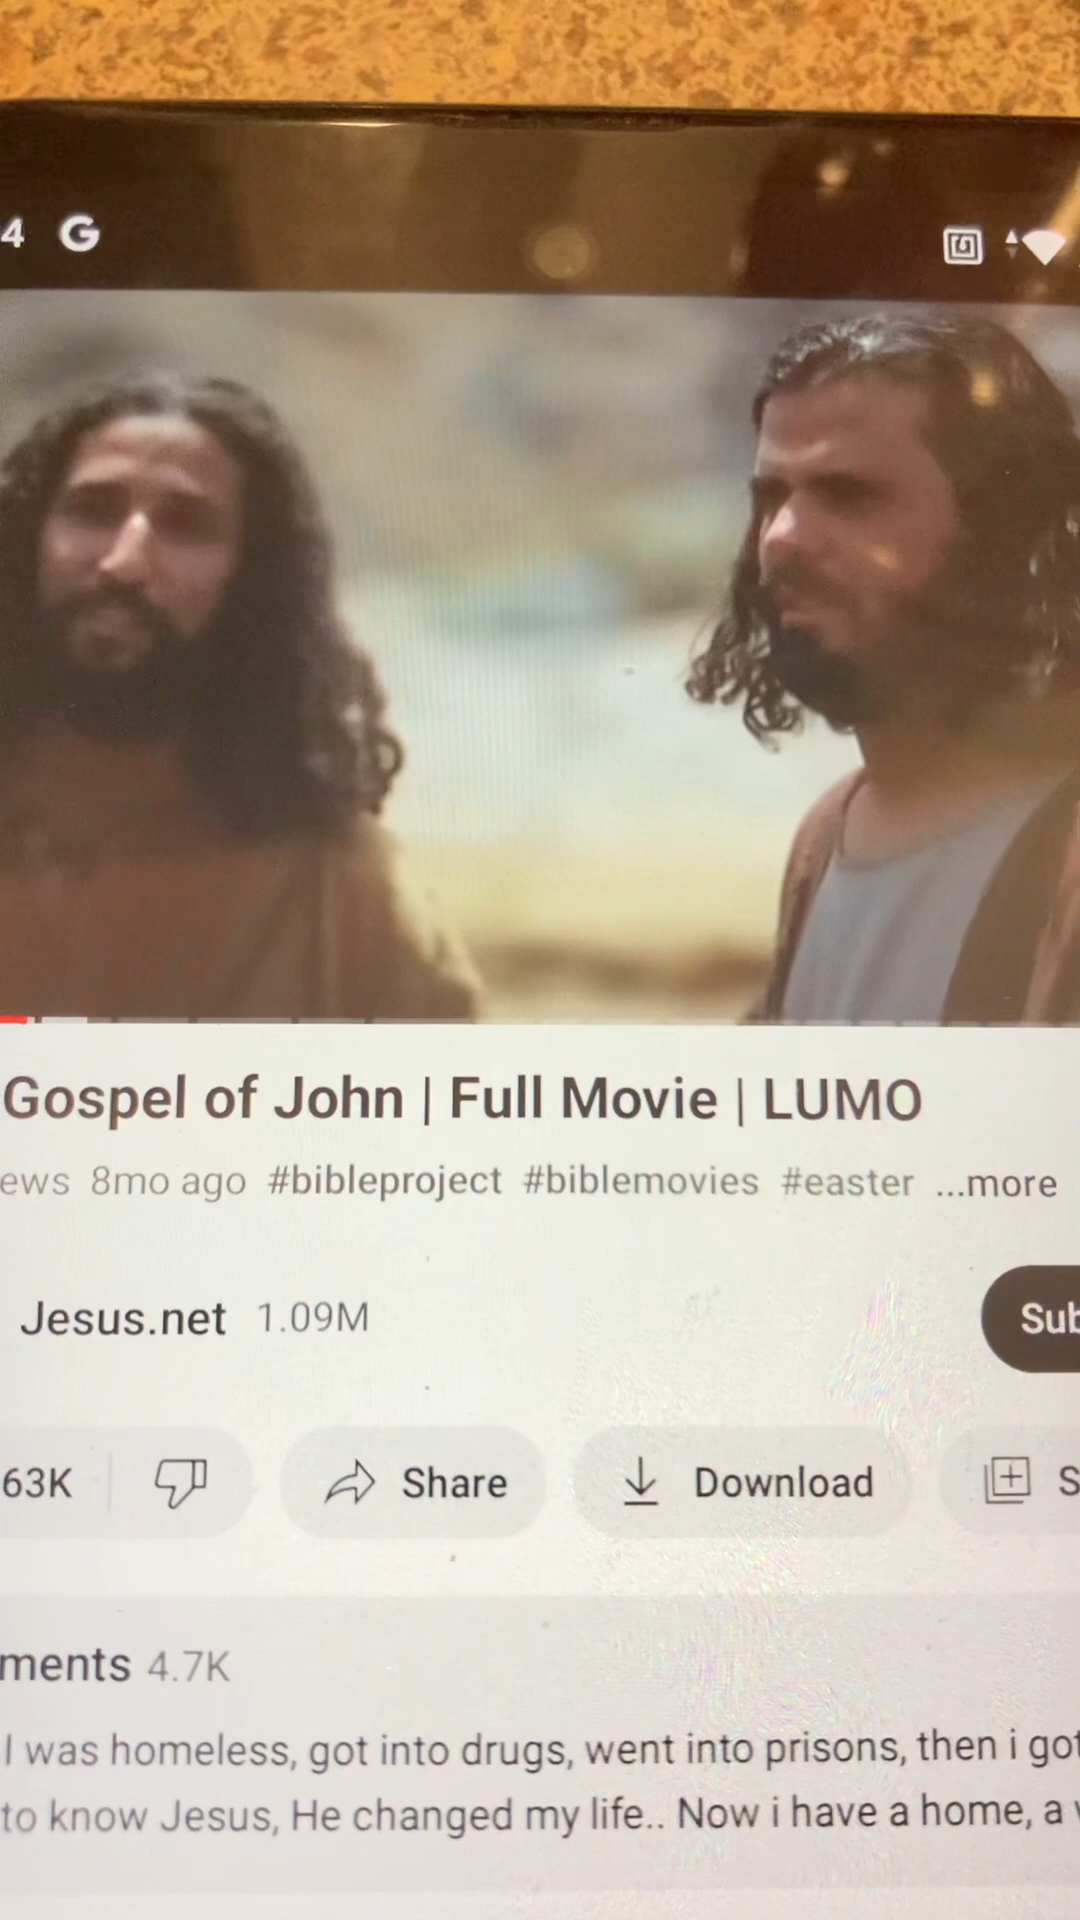 4 G
Gospel of John | Full Movie | LUMO
ews 8mo ago #bibleproject #biblemovies #easter ...more
Jesus.net 1.09M
Sub
63K Share Download S
ments 4.7K
I was homeless, got into drugs, went into prisons, then i got
to know Jesus, He changed my life.. Now i have a home, a